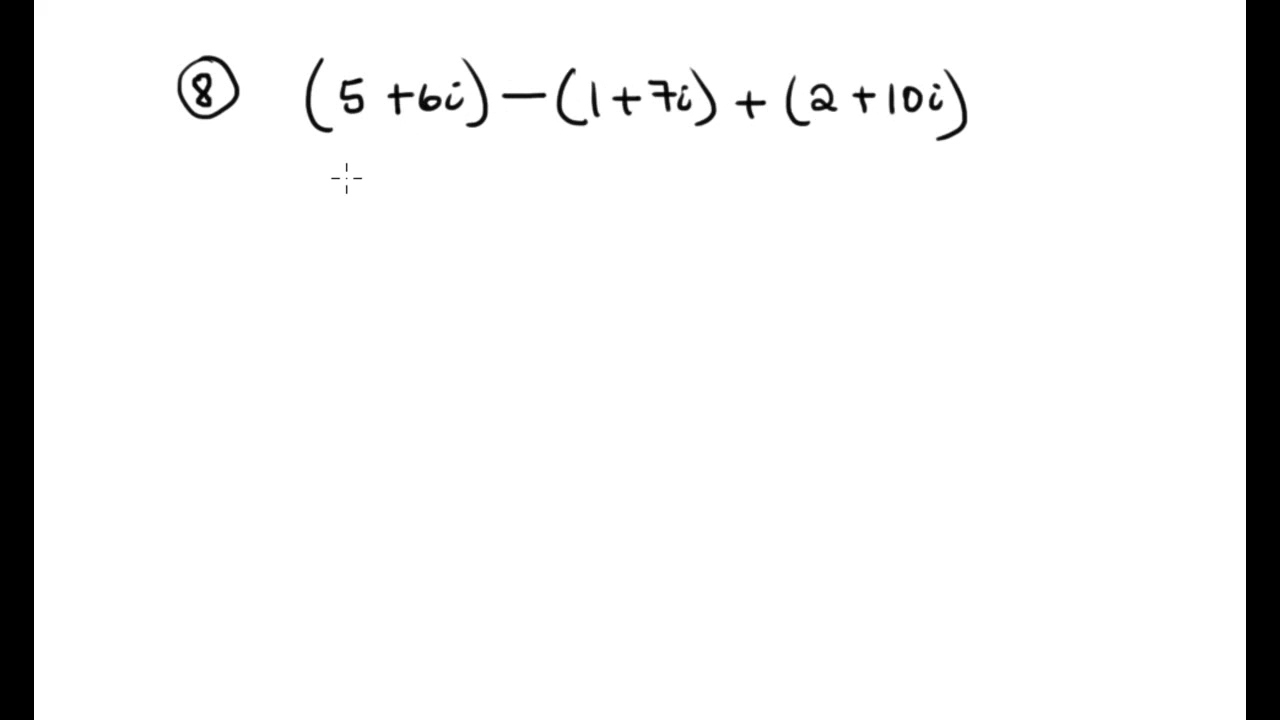 ⑧ (5 + 6i) − (1 + 7i) + (2 + 10i)